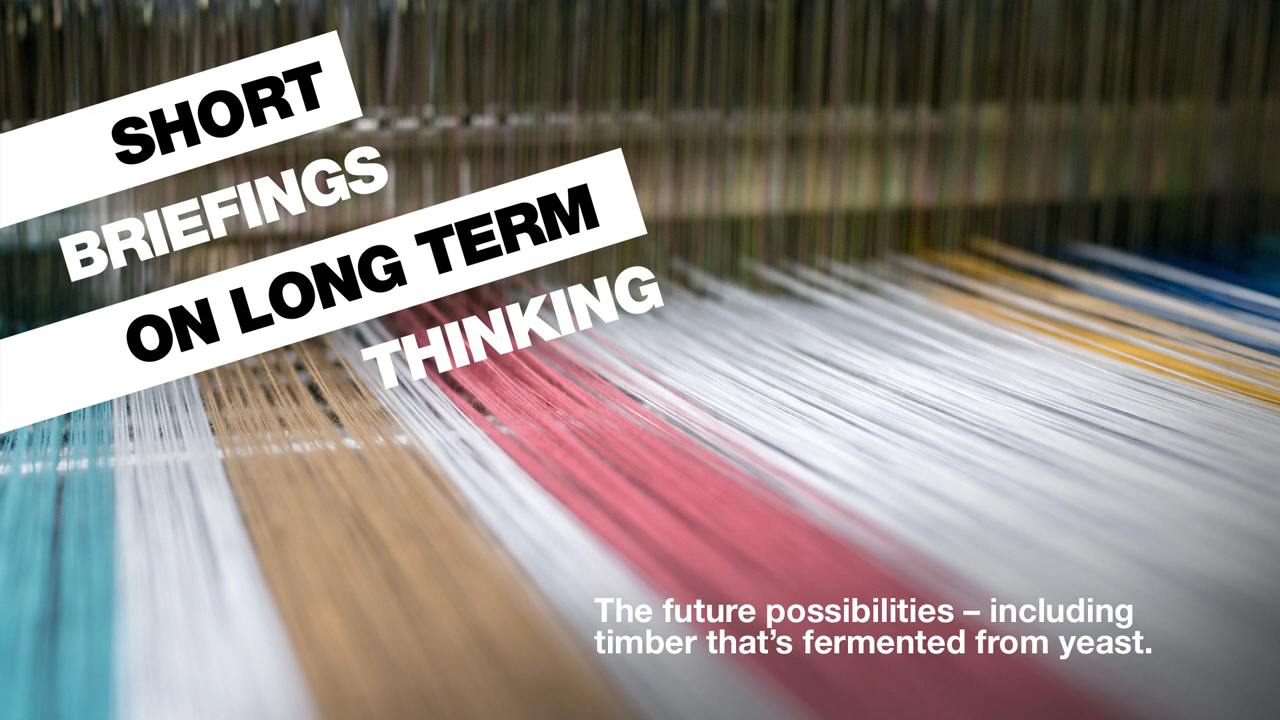 SHORT
BRIEFINGS
ON LONG TERM
THINKING
The future possibilities – including
timber that’s fermented from yeast.